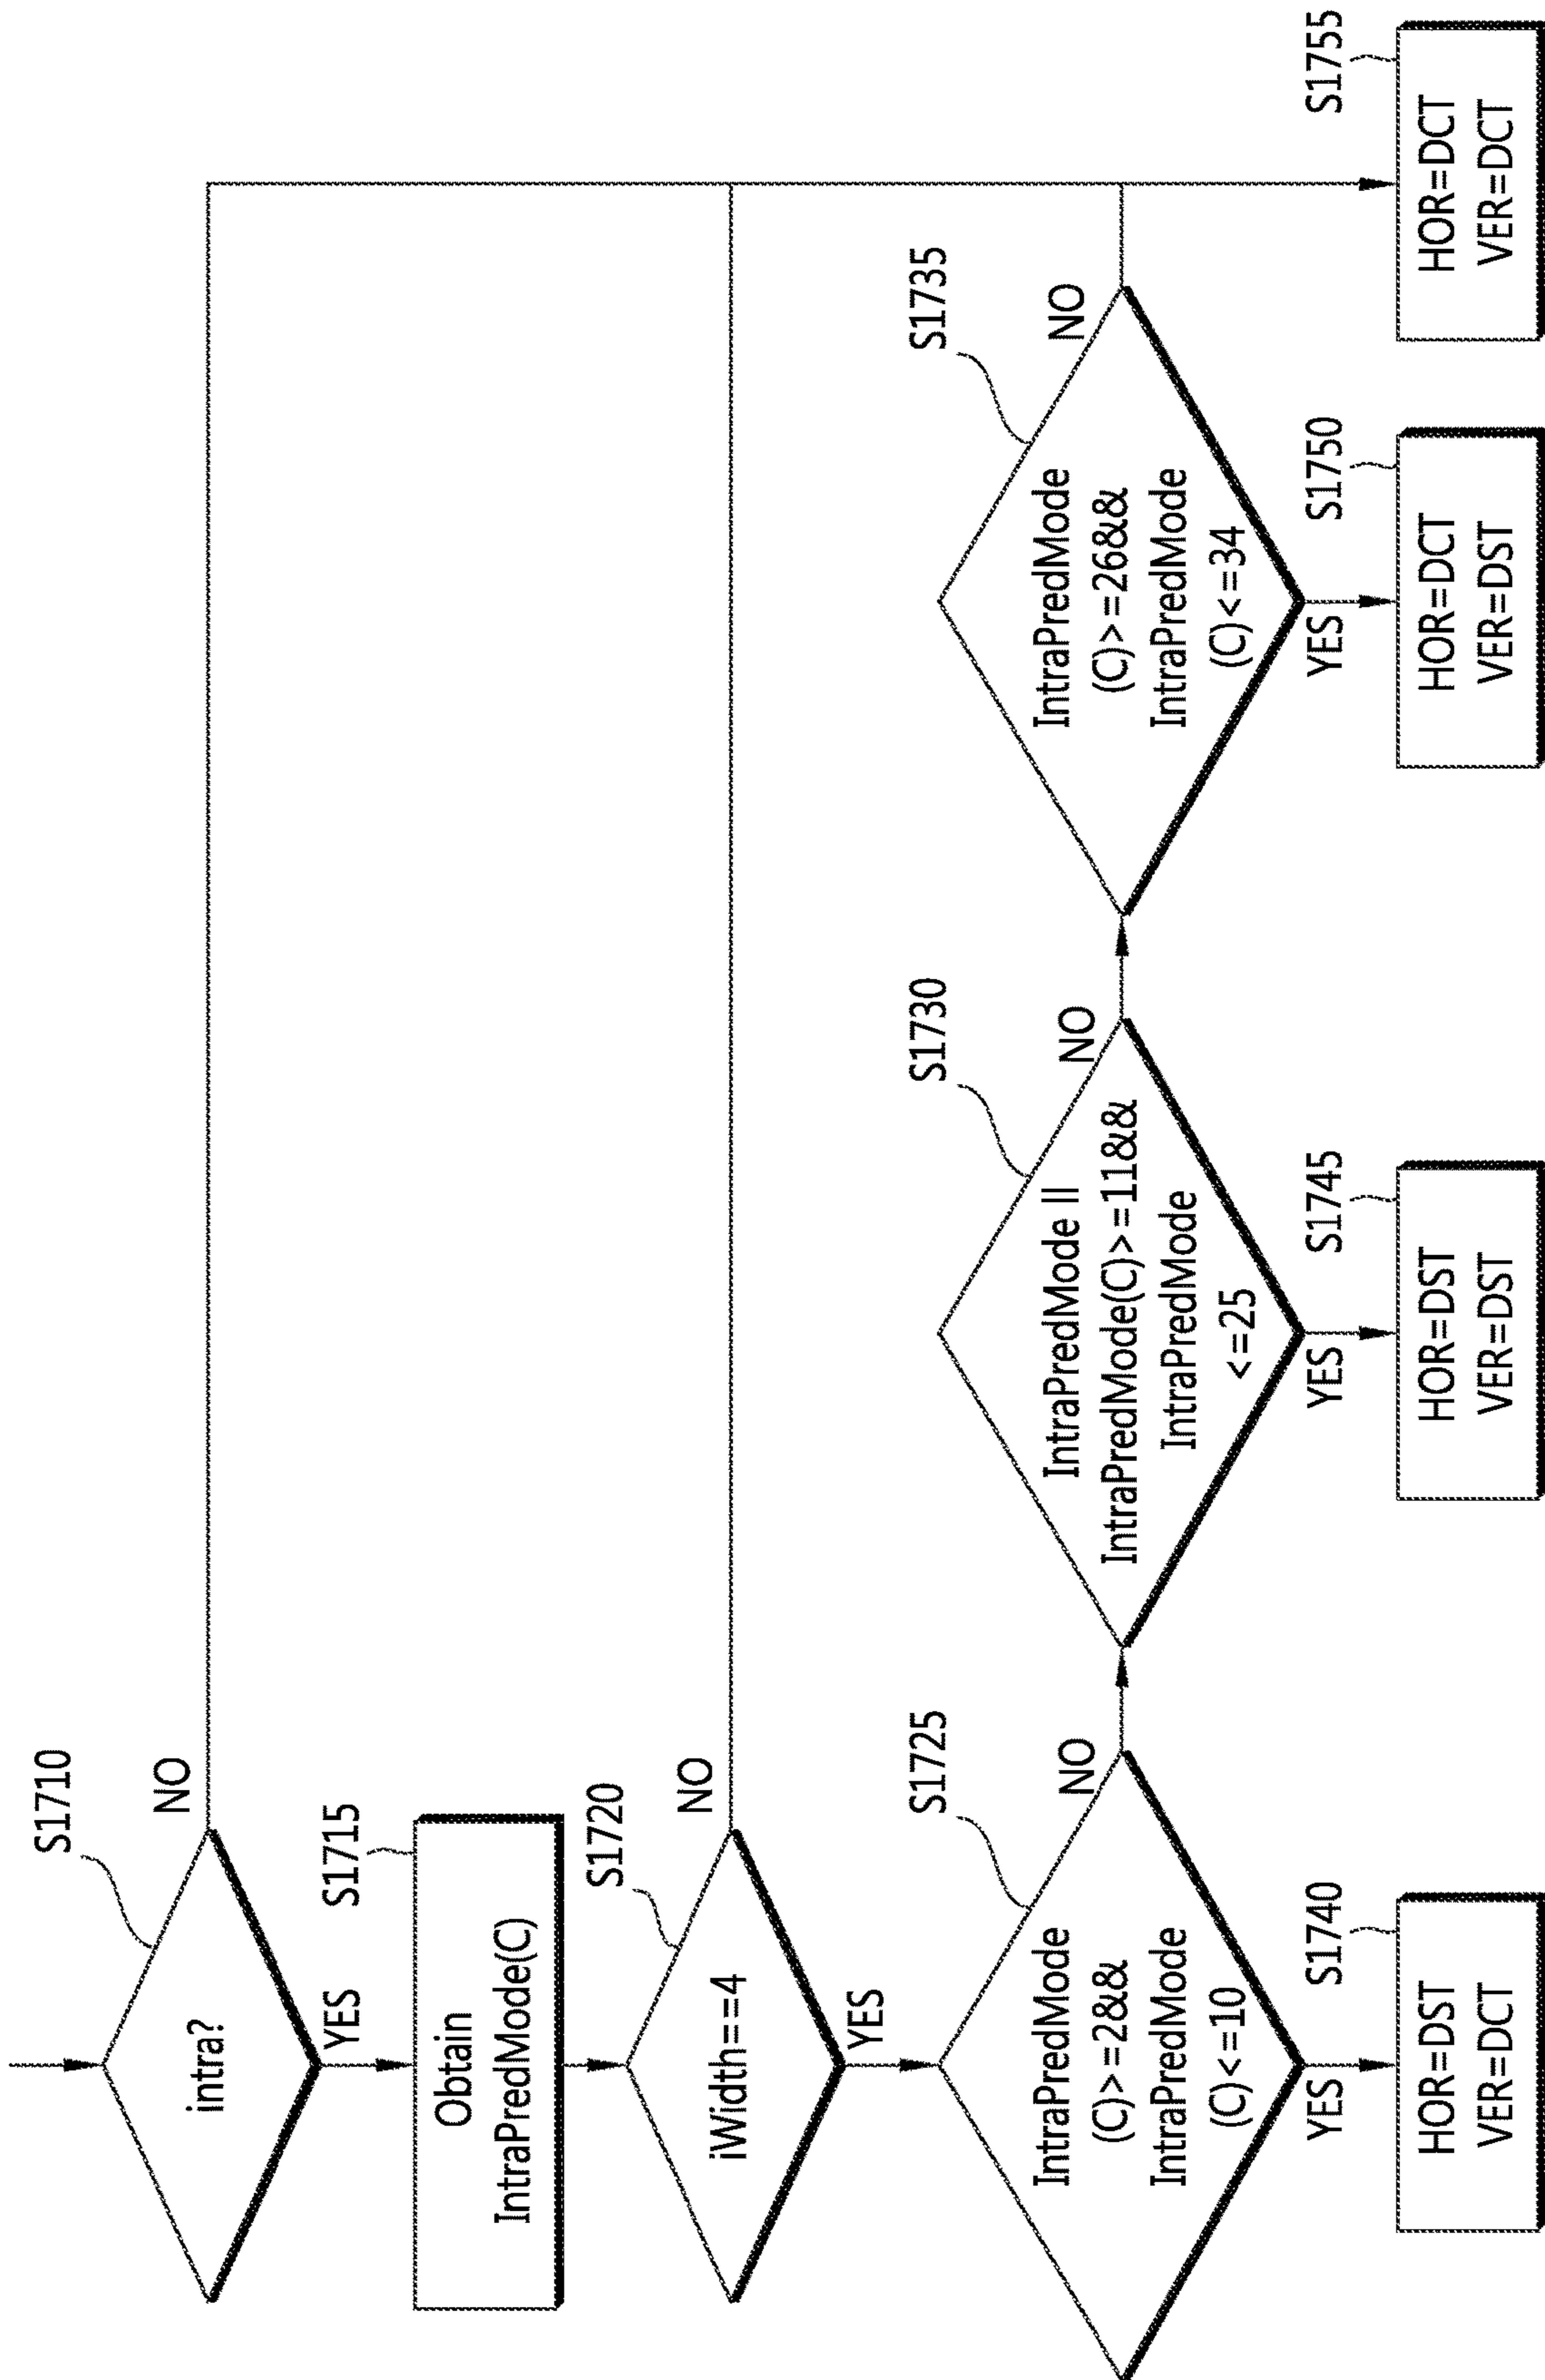 S1710
intra?
NO
YES
S1715
Obtain
IntraPredMode(C)
S1720
iWidth==4
NO
YES
S1725
IntraPredMode
(C)>=2&&
IntraPredMode
(C)<=10
NO
YES
S1730
IntraPredMode ||
IntraPredMode(C)>=11&&
IntraPredMode
<=25
NO
YES
S1735
IntraPredMode
(C)>=26&&
IntraPredMode
(C)<=34
NO
YES
S1740
HOR=DST
VER=DCT
S1745
HOR=DST
VER=DST
S1750
HOR=DCT
VER=DST
S1755
HOR=DCT
VER=DCT